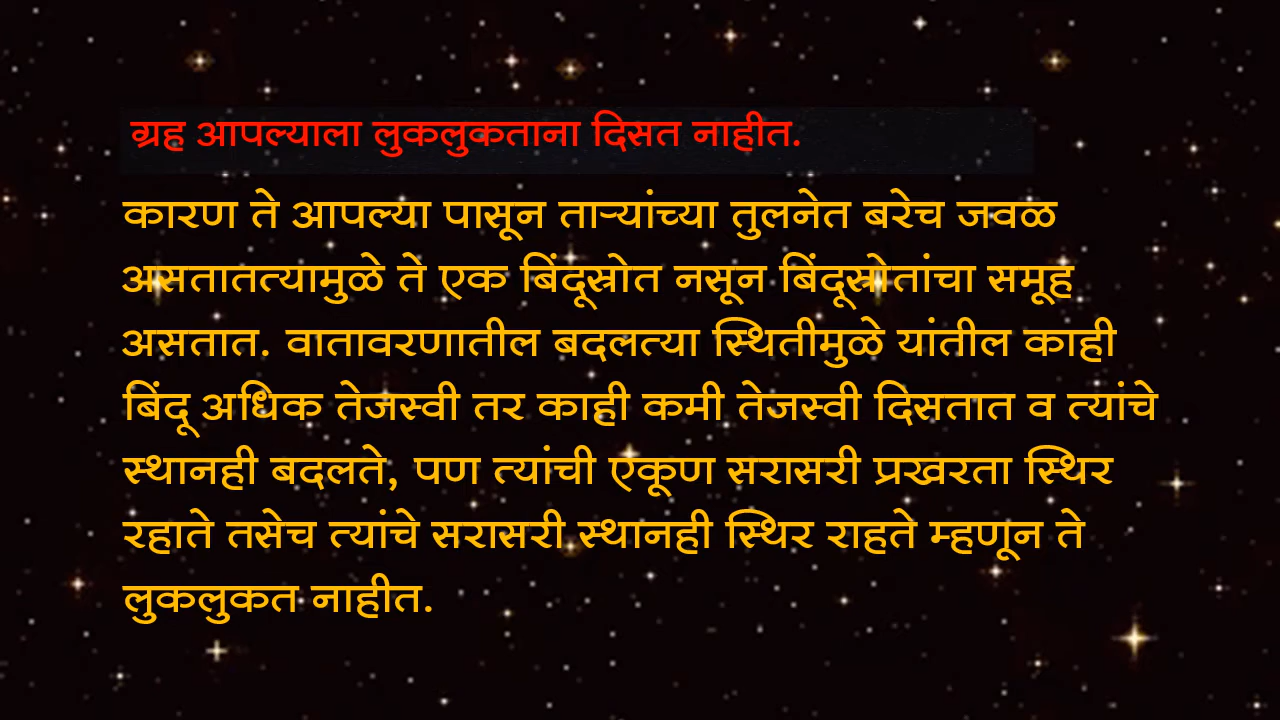 ग्रह आपल्याला लुकलुकताना दिसत नाहीत.
कारण ते आपल्या पासून ताऱ्यांच्या तुलनेत बरेच जवळ
असतातत्यामुळे ते एक बिंदूस्रोत नसून बिंदूस्रोतांचा समूह
असतात. वातावरणातील बदलत्या स्थितीमुळे यांतील काही
बिंदू अधिक तेजस्वी तर काही कमी तेजस्वी दिसतात व त्यांचे
स्थानही बदलते, पण त्यांची एकूण सरासरी प्रखरता स्थिर
रहाते तसेच त्यांचे सरासरी स्थानही स्थिर राहते म्हणून ते
लुकलुकत नाहीत.